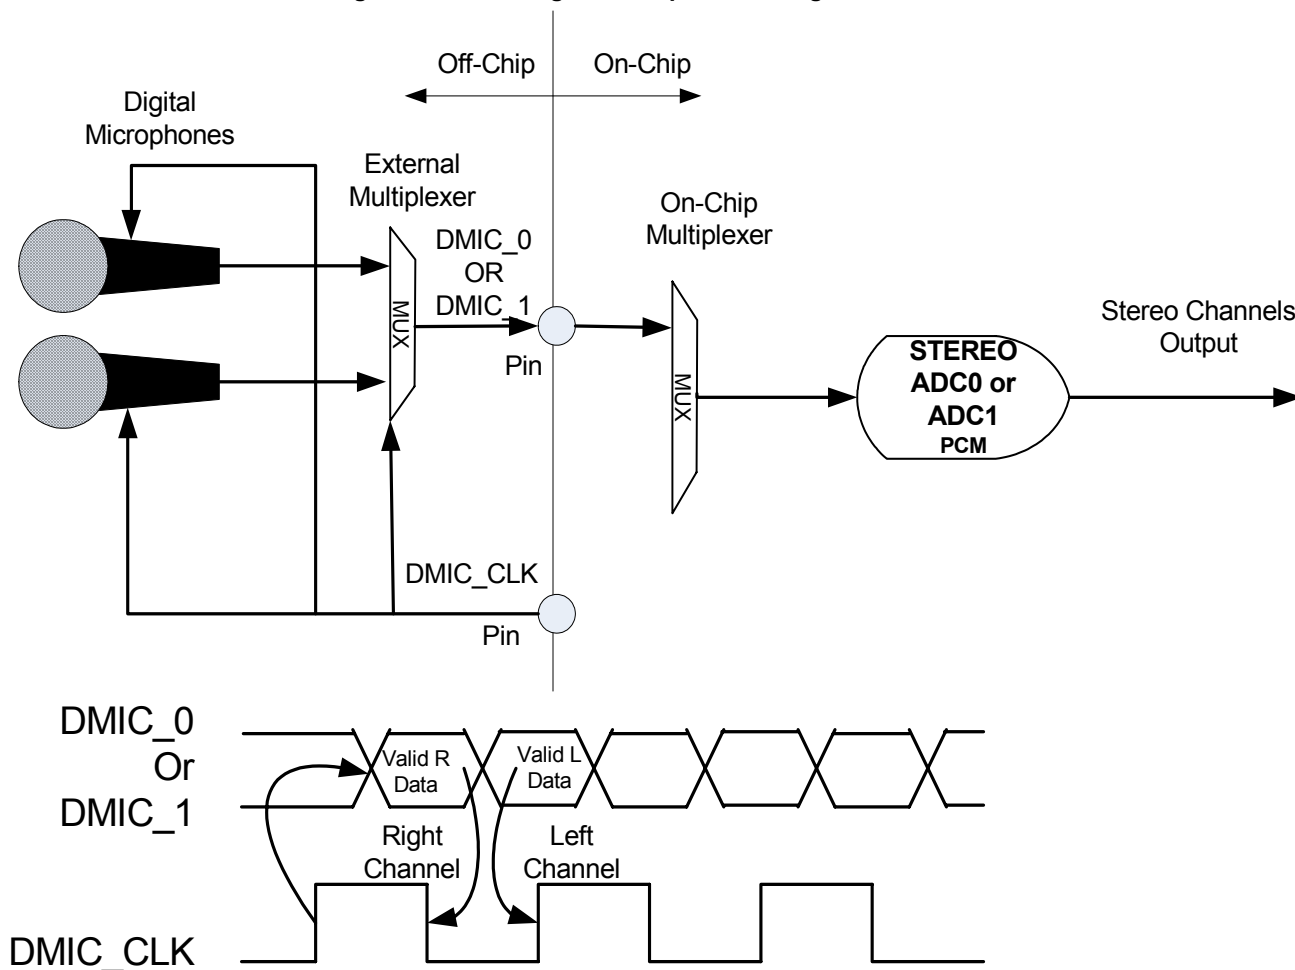 Off-Chip
On-Chip
Digital
Microphones
External
Multiplexer
On-Chip
Multiplexer
DMIC_0
OR
DMIC_1
MUX
Pin
MUX
STEREO
ADC0 or
ADC1
PCM
Stereo Channels
Output
DMIC_CLK
Pin
DMIC_0
Or
DMIC_1
Valid R
Data
Valid L
Data
Right
Channel
Left
Channel
DMIC_CLK